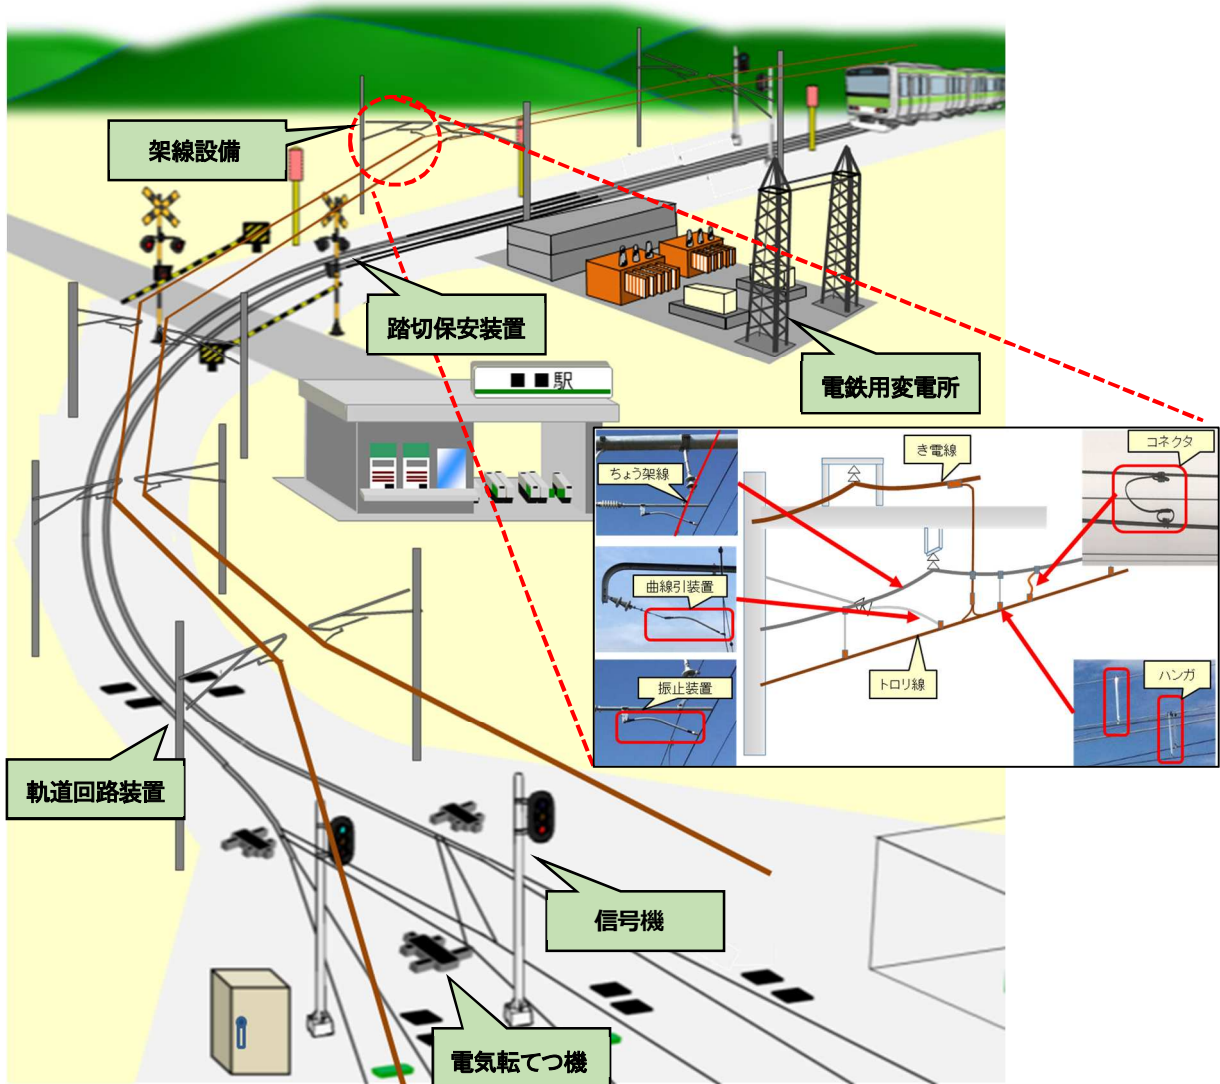 架線設備
踏切保安装置
電鉄用変電所
■■駅
ちょう架線
き電線
コネクタ
曲線引装置
振止装置
トロリ線
ハンガ
軌道回路装置
信号機
電気転てつ機